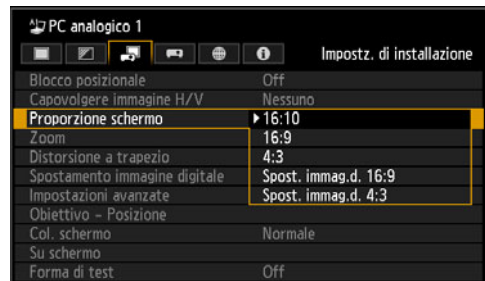 PC analogico 1
Impostz. di installazione
Blocco posizionale Off
Capovolgere immagine H/V Nessuno
Proporzione schermo 16:10
Zoom 16:9
Distorsione a trapezio 4:3
Spostamento immagine digitale Spost. immag.d. 16:9
Impostazioni avanzate Spost. immag.d. 4:3
Obiettivo - Posizione
Col. schermo Normale
Su schermo
Forma di test Off